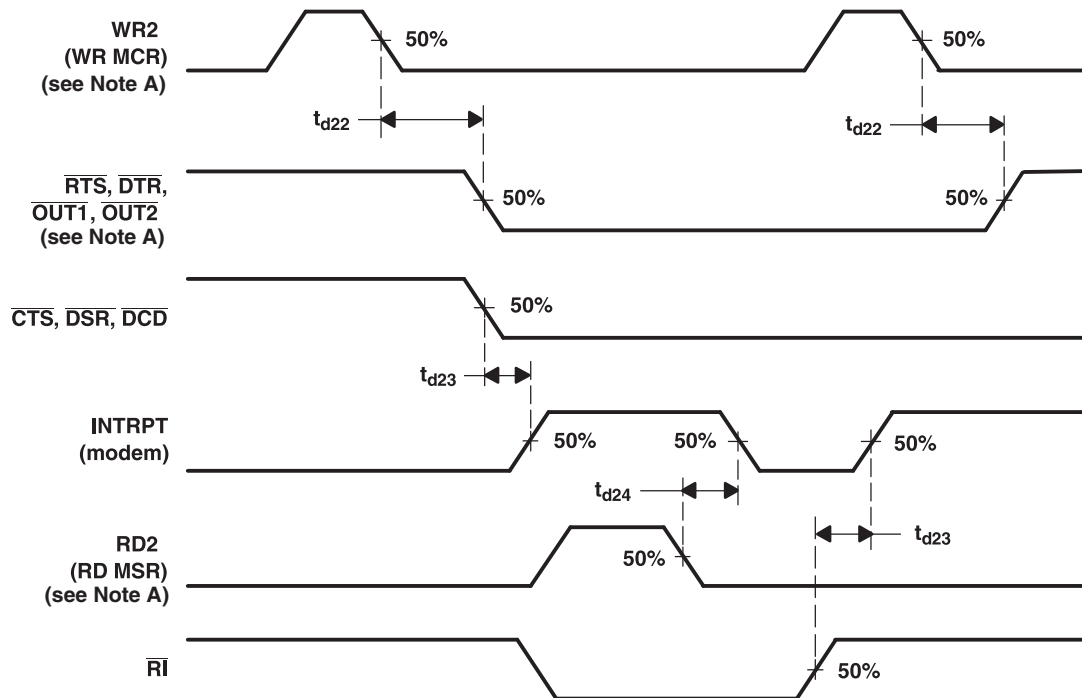 WR2
(WR MCR)
(see Note A)
50%
50%
td22
td22
RTS, DTR,
OUT1, OUT2
(see Note A)
50%
50%
CTS, DSR, DCD
50%
td23
INTRPT
(modem)
50%
50%
50%
td24
td23
RD2
(RD MSR)
(see Note A)
50%
RI
50%